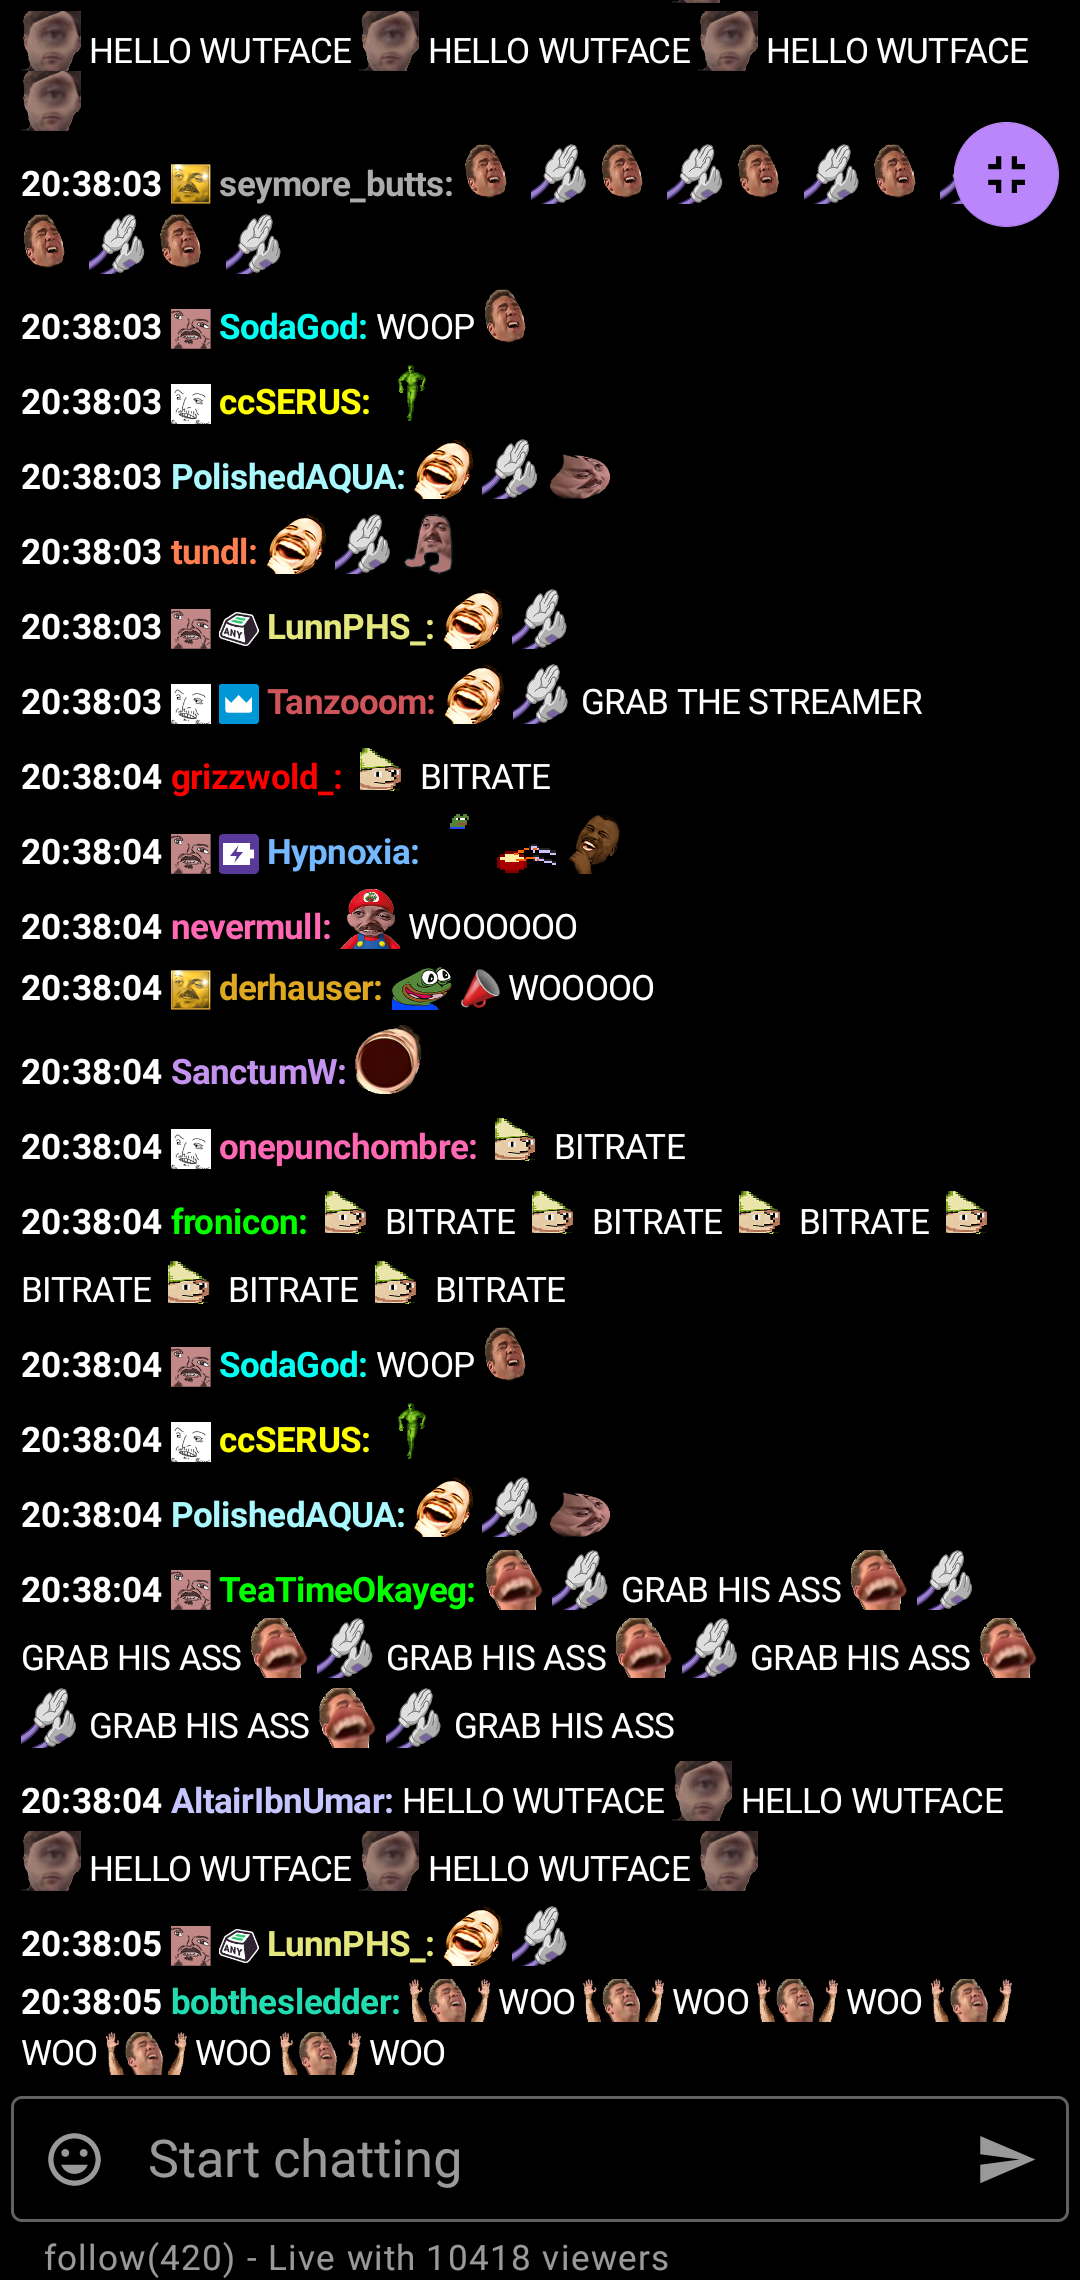 HELLO WUTFACE HELLO WUTFACE HELLO WUTFACE
20:38:03 seymore_butts:
20:38:03 SodaGod: WOOP
20:38:03 ccSERUS:
20:38:03 PolishedAQUA:
20:38:03 tundl:
20:38:03 ANY LunnPHS_:
20:38:03 Tanzooom: GRAB THE STREAMER
20:38:04 grizzwold_: BITRATE
20:38:04 Hypnoxia:
20:38:04 nevermull: WOOOOOO
20:38:04 derhauser: WOOOOO
20:38:04 SanctumW:
20:38:04 onepunchombre: BITRATE
20:38:04 fronicon: BITRATE BITRATE BITRATE
BITRATE BITRATE BITRATE
20:38:04 SodaGod: WOOP
20:38:04 ccSERUS:
20:38:04 PolishedAQUA:
20:38:04 TeaTimeOkayeg: GRAB HIS ASS
GRAB HIS ASS GRAB HIS ASS GRAB HIS ASS
GRAB HIS ASS GRAB HIS ASS
20:38:04 AltairIbnUmar: HELLO WUTFACE HELLO WUTFACE
HELLO WUTFACE HELLO WUTFACE
20:38:05 ANY LunnPHS_:
20:38:05 bobthesledder: WOO WOO WOO
WOO WOO WOO
Start chatting
follow(420) - Live with 10418 viewers